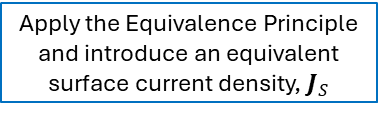 Apply the Equivalence Principle
and introduce an equivalent
surface current density, J_S